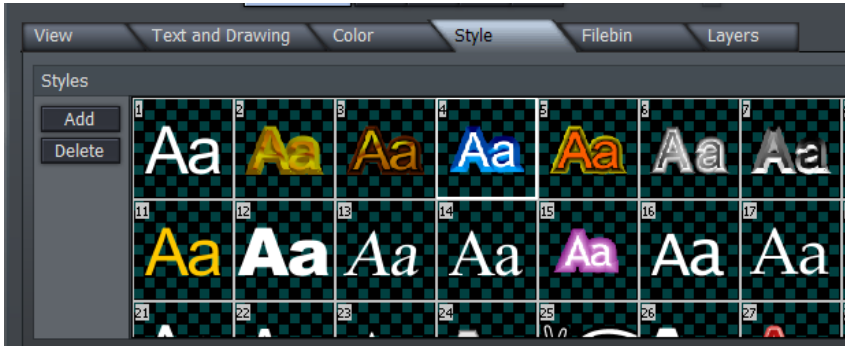 View Text and Drawing Color Style Filebin Layers
Styles
Add
Delete
1 2 3 4 5 6 7
Aa Aa Aa Aa Aa Aa Aa
11 12 13 14 15 16 17
Aa Aa Aa Aa Aa Aa Aa
21 22 23 24 25 26 27